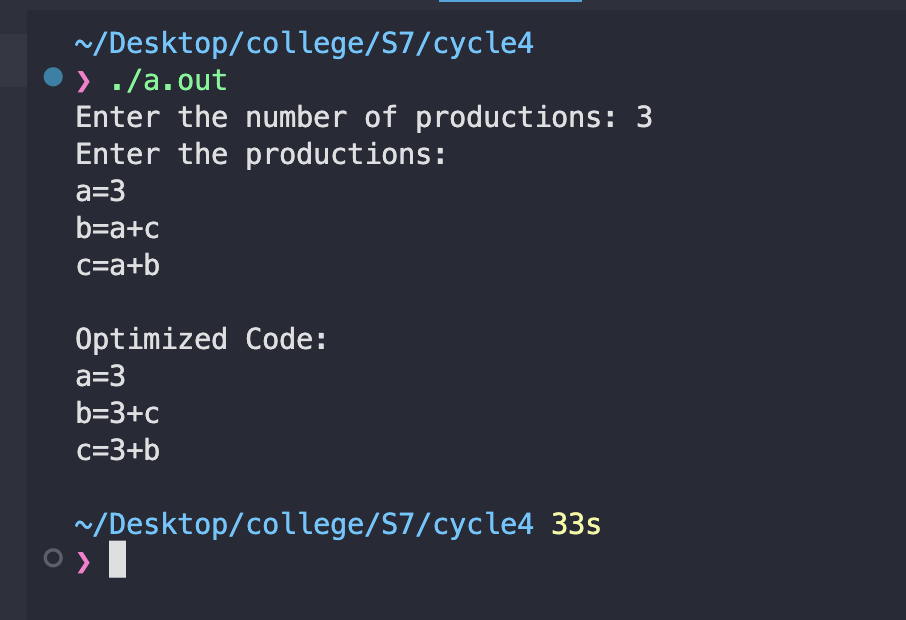 ~/Desktop/college/S7/cycle4
❯ ./a.out
Enter the number of productions: 3
Enter the productions:
a=3
b=a+c
c=a+b
Optimized Code:
a=3
b=3+c
c=3+b
~/Desktop/college/S7/cycle4 33s
❯